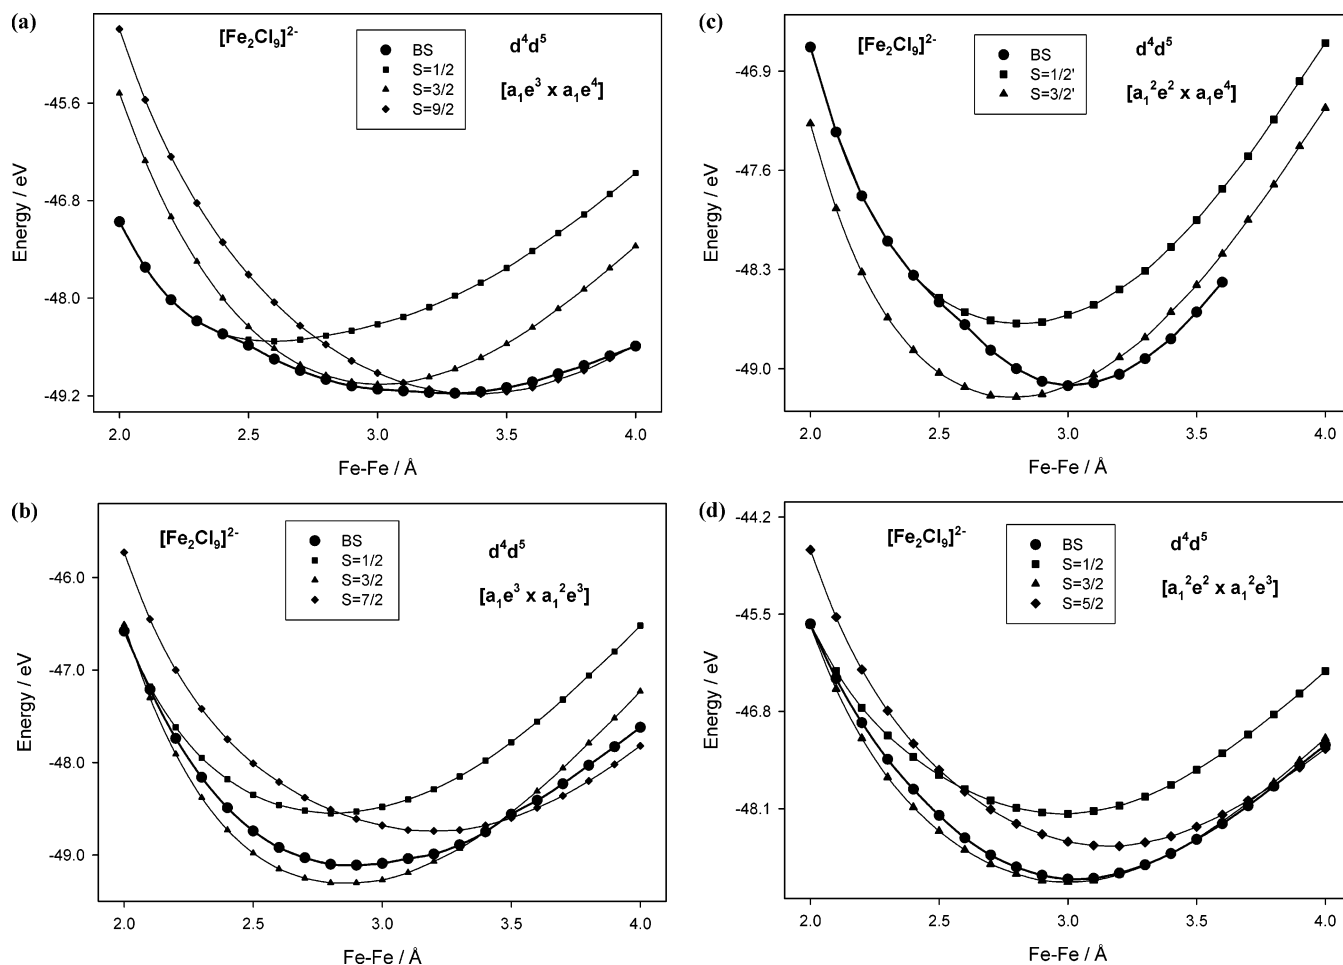 (a)
[Fe2Cl9]2-
d4d5
[a1e3 x a1e4]
BS
S=1/2
S=3/2
S=9/2
Energy / eV
-45.6
-46.8
-48.0
-49.2
2.0 2.5 3.0 3.5 4.0
Fe-Fe / Å
(c)
[Fe2Cl9]2-
d4d5
[a12e2 x a1e4]
BS
S=1/2'
S=3/2'
Energy / eV
-46.9
-47.6
-48.3
-49.0
2.0 2.5 3.0 3.5 4.0
Fe-Fe / Å
(b)
[Fe2Cl9]2-
d4d5
[a1e3 x a12e3]
BS
S=1/2
S=3/2
S=7/2
Energy / eV
-46.0
-47.0
-48.0
-49.0
2.0 2.5 3.0 3.5 4.0
Fe-Fe / Å
(d)
[Fe2Cl9]2-
d4d5
[a12e2 x a12e3]
BS
S=1/2
S=3/2
S=5/2
Energy / eV
-44.2
-45.5
-46.8
-48.1
2.0 2.5 3.0 3.5 4.0
Fe-Fe / Å